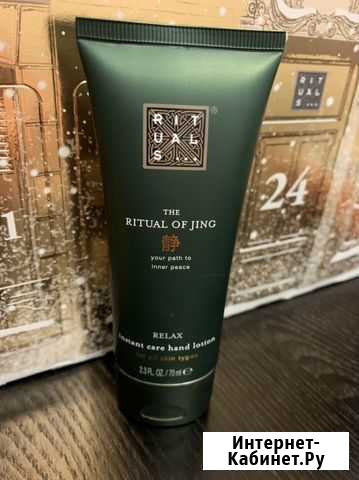 RITUALS...
®
THE
RITUAL OF JING
静
your path to
inner peace
RELAX
instant care hand lotion
for all skin types
2.3 FL. OZ. / 70 ml ℮
RITUALS...
24
1
Интернет-
Кабинет.Ру